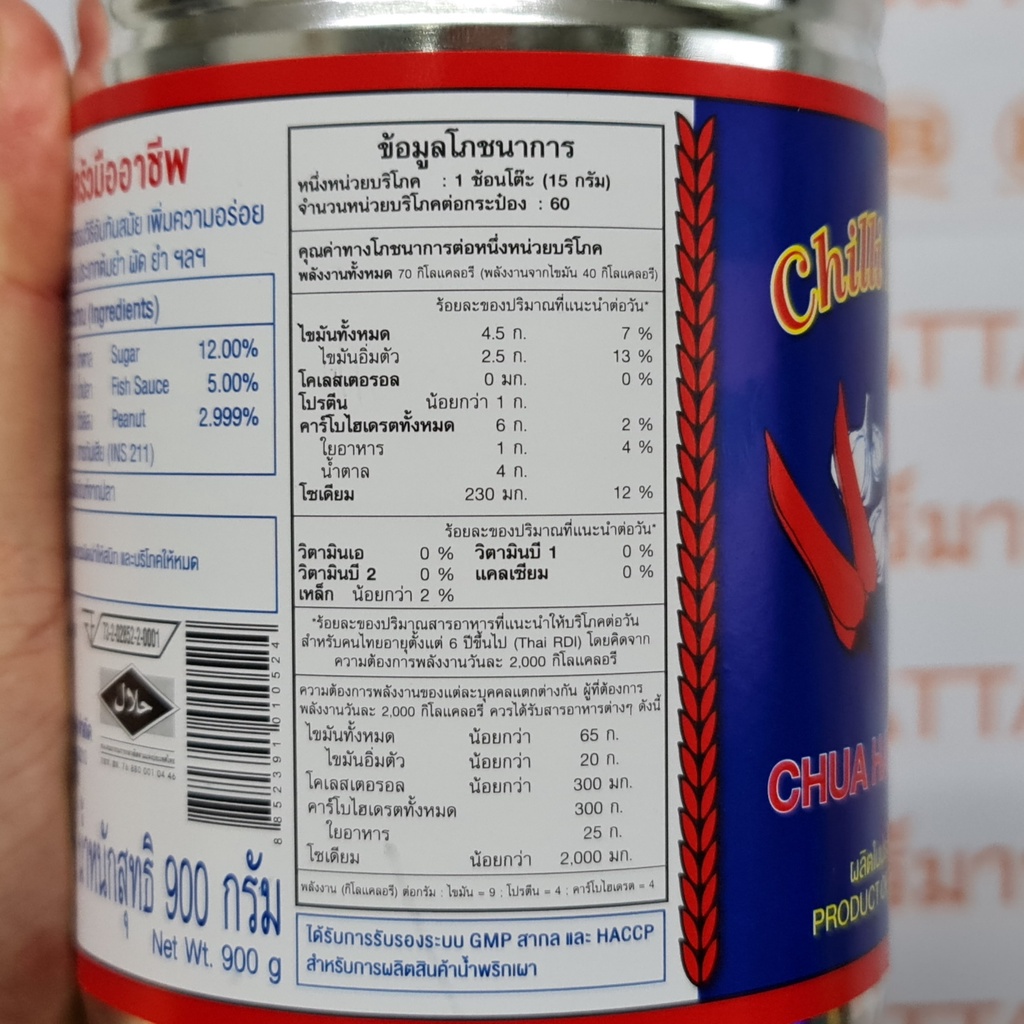 ครัวมืออาชีพ
เพิ่มความอร่อย
ต้มยำ ผัด ยำ ฯลฯ
(Ingredients)
Sugar 12.00%
Fish Sauce 5.00%
Peanut 2.999%
(INS 211)
และบริโภคให้หมด
73-2-02852-2-0001
حلال
8 852391 010524
น้ำหนักสุทธิ 900 กรัม
Net Wt. 900 g
ข้อมูลโภชนาการ
หนึ่งหน่วยบริโภค : 1 ช้อนโต๊ะ (15 กรัม)
จำนวนหน่วยบริโภคต่อกระป๋อง : 60
คุณค่าทางโภชนาการต่อหนึ่งหน่วยบริโภค
พลังงานทั้งหมด 70 กิโลแคลอรี (พลังงานจากไขมัน 40 กิโลแคลอรี)
ร้อยละของปริมาณที่แนะนำต่อวัน*
ไขมันทั้งหมด 4.5 ก. 7 %
ไขมันอิ่มตัว 2.5 ก. 13 %
โคเลสเตอรอล 0 มก. 0 %
โปรตีน น้อยกว่า 1 ก.
คาร์โบไฮเดรตทั้งหมด 6 ก. 2 %
ใยอาหาร 1 ก. 4 %
น้ำตาล 4 ก.
โซเดียม 230 มก. 12 %
ร้อยละของปริมาณที่แนะนำต่อวัน*
วิตามินเอ 0 % วิตามินบี 1 0 %
วิตามินบี 2 0 % แคลเซียม 0 %
เหล็ก น้อยกว่า 2 %
*ร้อยละของปริมาณสารอาหารที่แนะนำให้บริโภคต่อวัน
สำหรับคนไทยอายุตั้งแต่ 6 ปีขึ้นไป (Thai RDI) โดยคิดจาก
ความต้องการพลังงานวันละ 2,000 กิโลแคลอรี
ความต้องการพลังงานของแต่ละบุคคลแตกต่างกัน ผู้ที่ต้องการ
พลังงานวันละ 2,000 กิโลแคลอรี ควรได้รับสารอาหารต่างๆ ดังนี้
ไขมันทั้งหมด น้อยกว่า 65 ก.
ไขมันอิ่มตัว น้อยกว่า 20 ก.
โคเลสเตอรอล น้อยกว่า 300 มก.
คาร์โบไฮเดรตทั้งหมด 300 ก.
ใยอาหาร 25 ก.
โซเดียม น้อยกว่า 2,000 มก.
พลังงาน (กิโลแคลอรี) ต่อกรัม : ไขมัน = 9 ; โปรตีน = 4 ; คาร์โบไฮเดรต = 4
ได้รับการรับรองระบบ GMP สากล และ HACCP
สำหรับการผลิตสินค้าน้ำพริกเผา
Chilli
CHUA
PRODUCT